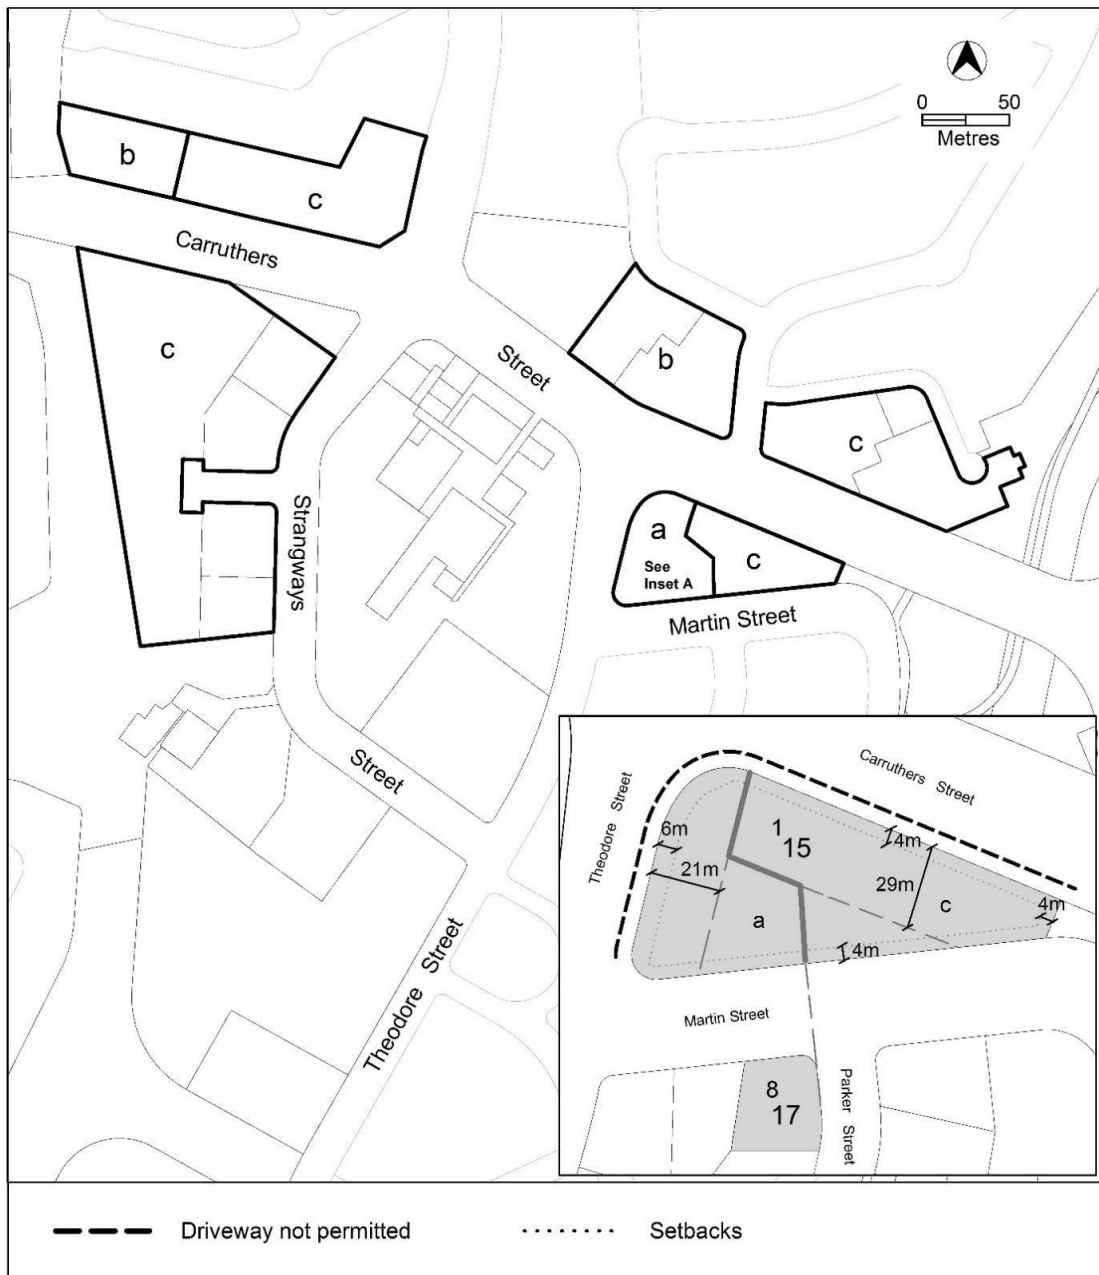 0 50
Metres
b
c
Carruthers
Street
c
b
c
a
See
Inset A
c
Strangways
Street
Martin Street
Theodore Street
Theodore Street
Carruthers Street
6m
1
15
4m
21m
29m
4m
c
a
4m
Martin Street
8
17
Parker Street
Driveway not permitted
Setbacks